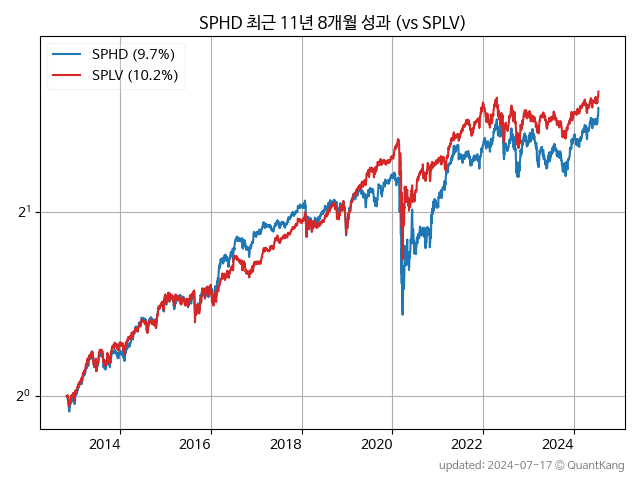 SPHD 최근 11년 8개월 성과 (vs SPLV)
SPHD (9.7%)
SPLV (10.2%)
2¹
2⁰
2014 2016 2018 2020 2022 2024
updated: 2024-07-17 © QuantKang